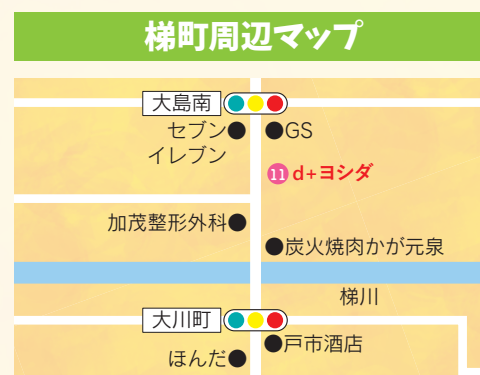 梯町周辺マップ
大島南
セブン
イレブン
GS
11 d+ヨシダ
加茂整形外科
炭火焼肉かが元泉
梯川
大川町
戸市酒店
ほんだ